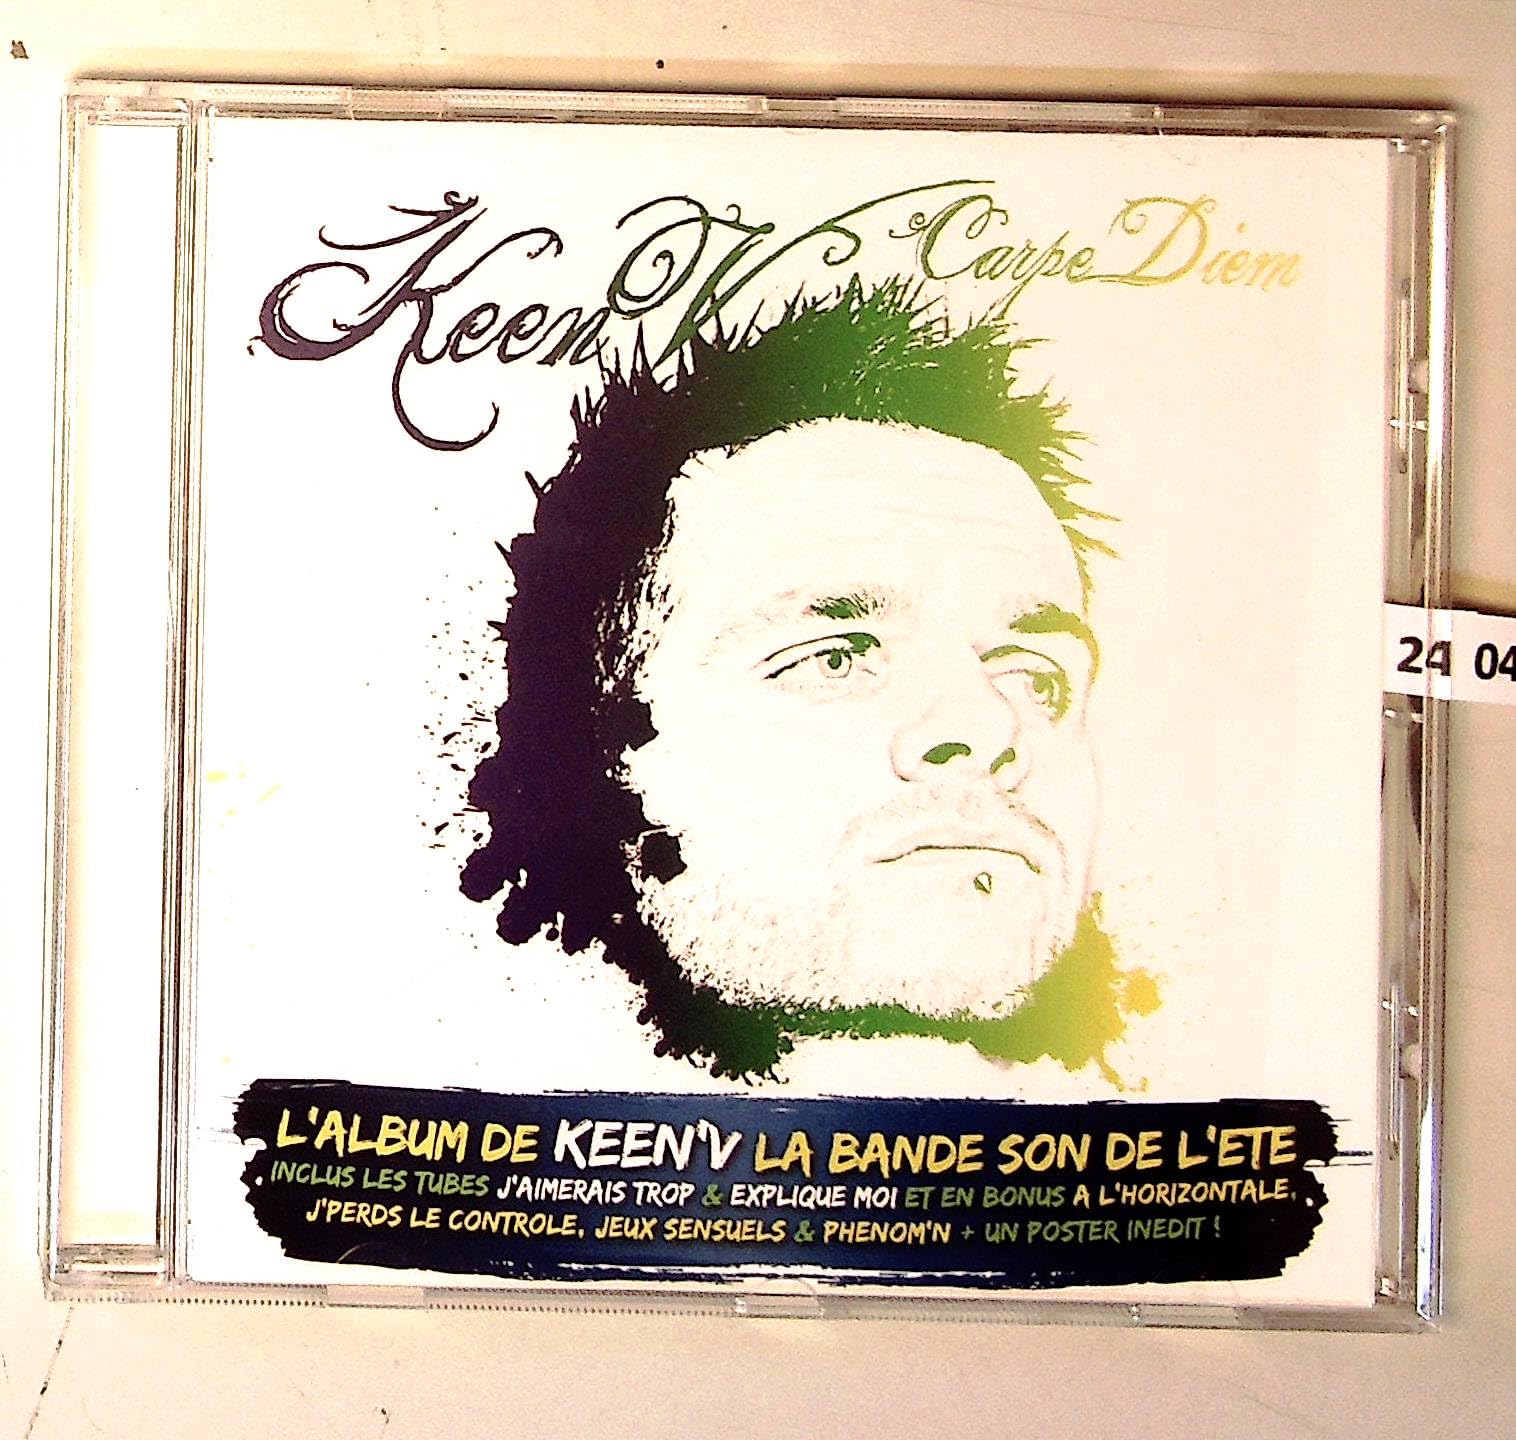 Keen V Carpe Diem
24 04
L'ALBUM DE KEEN'V LA BANDE SON DE L'ETE
INCLUS LES TUBES J'AIMERAIS TROP & EXPLIQUE MOI ET EN BONUS A L'HORIZONTALE,
J'PERDS LE CONTROLE, JEUX SENSUELS & PHENOM'N + UN POSTER INEDIT !